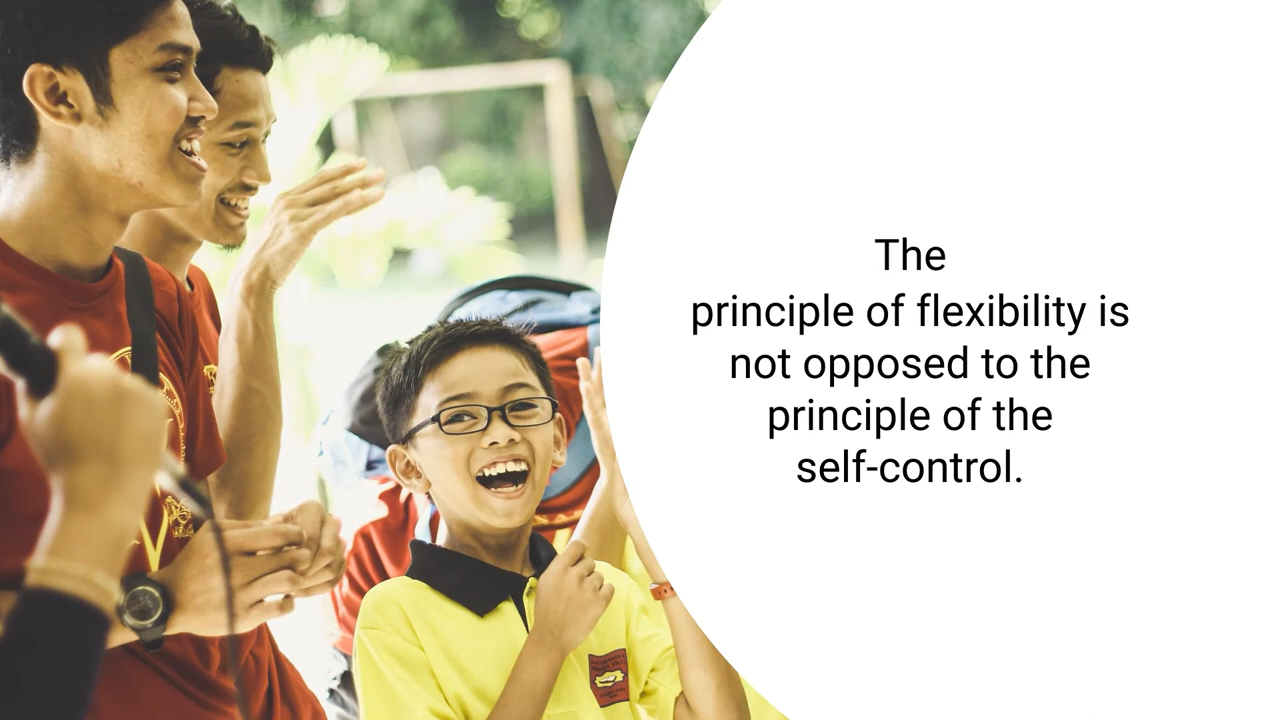 The
principle of flexibility is
not opposed to the
principle of the
self-control.